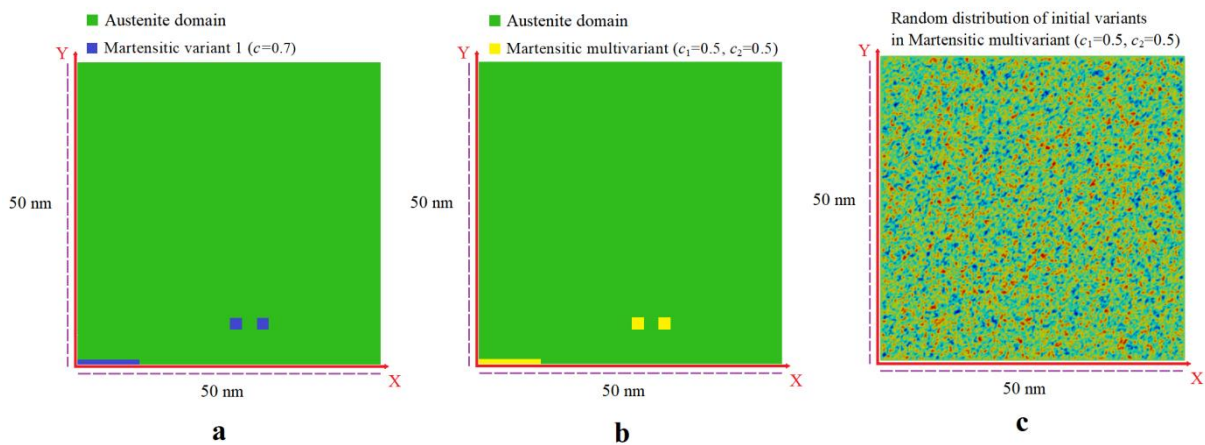 Austenite domain
Martensitic variant 1 (c=0.7)
Y
50 nm
X
50 nm
a
Austenite domain
Martensitic multivariant (c₁=0.5, c₂=0.5)
Y
50 nm
X
50 nm
b
Random distribution of initial variants
in Martensitic multivariant (c₁=0.5, c₂=0.5)
Y
50 nm
X
50 nm
c